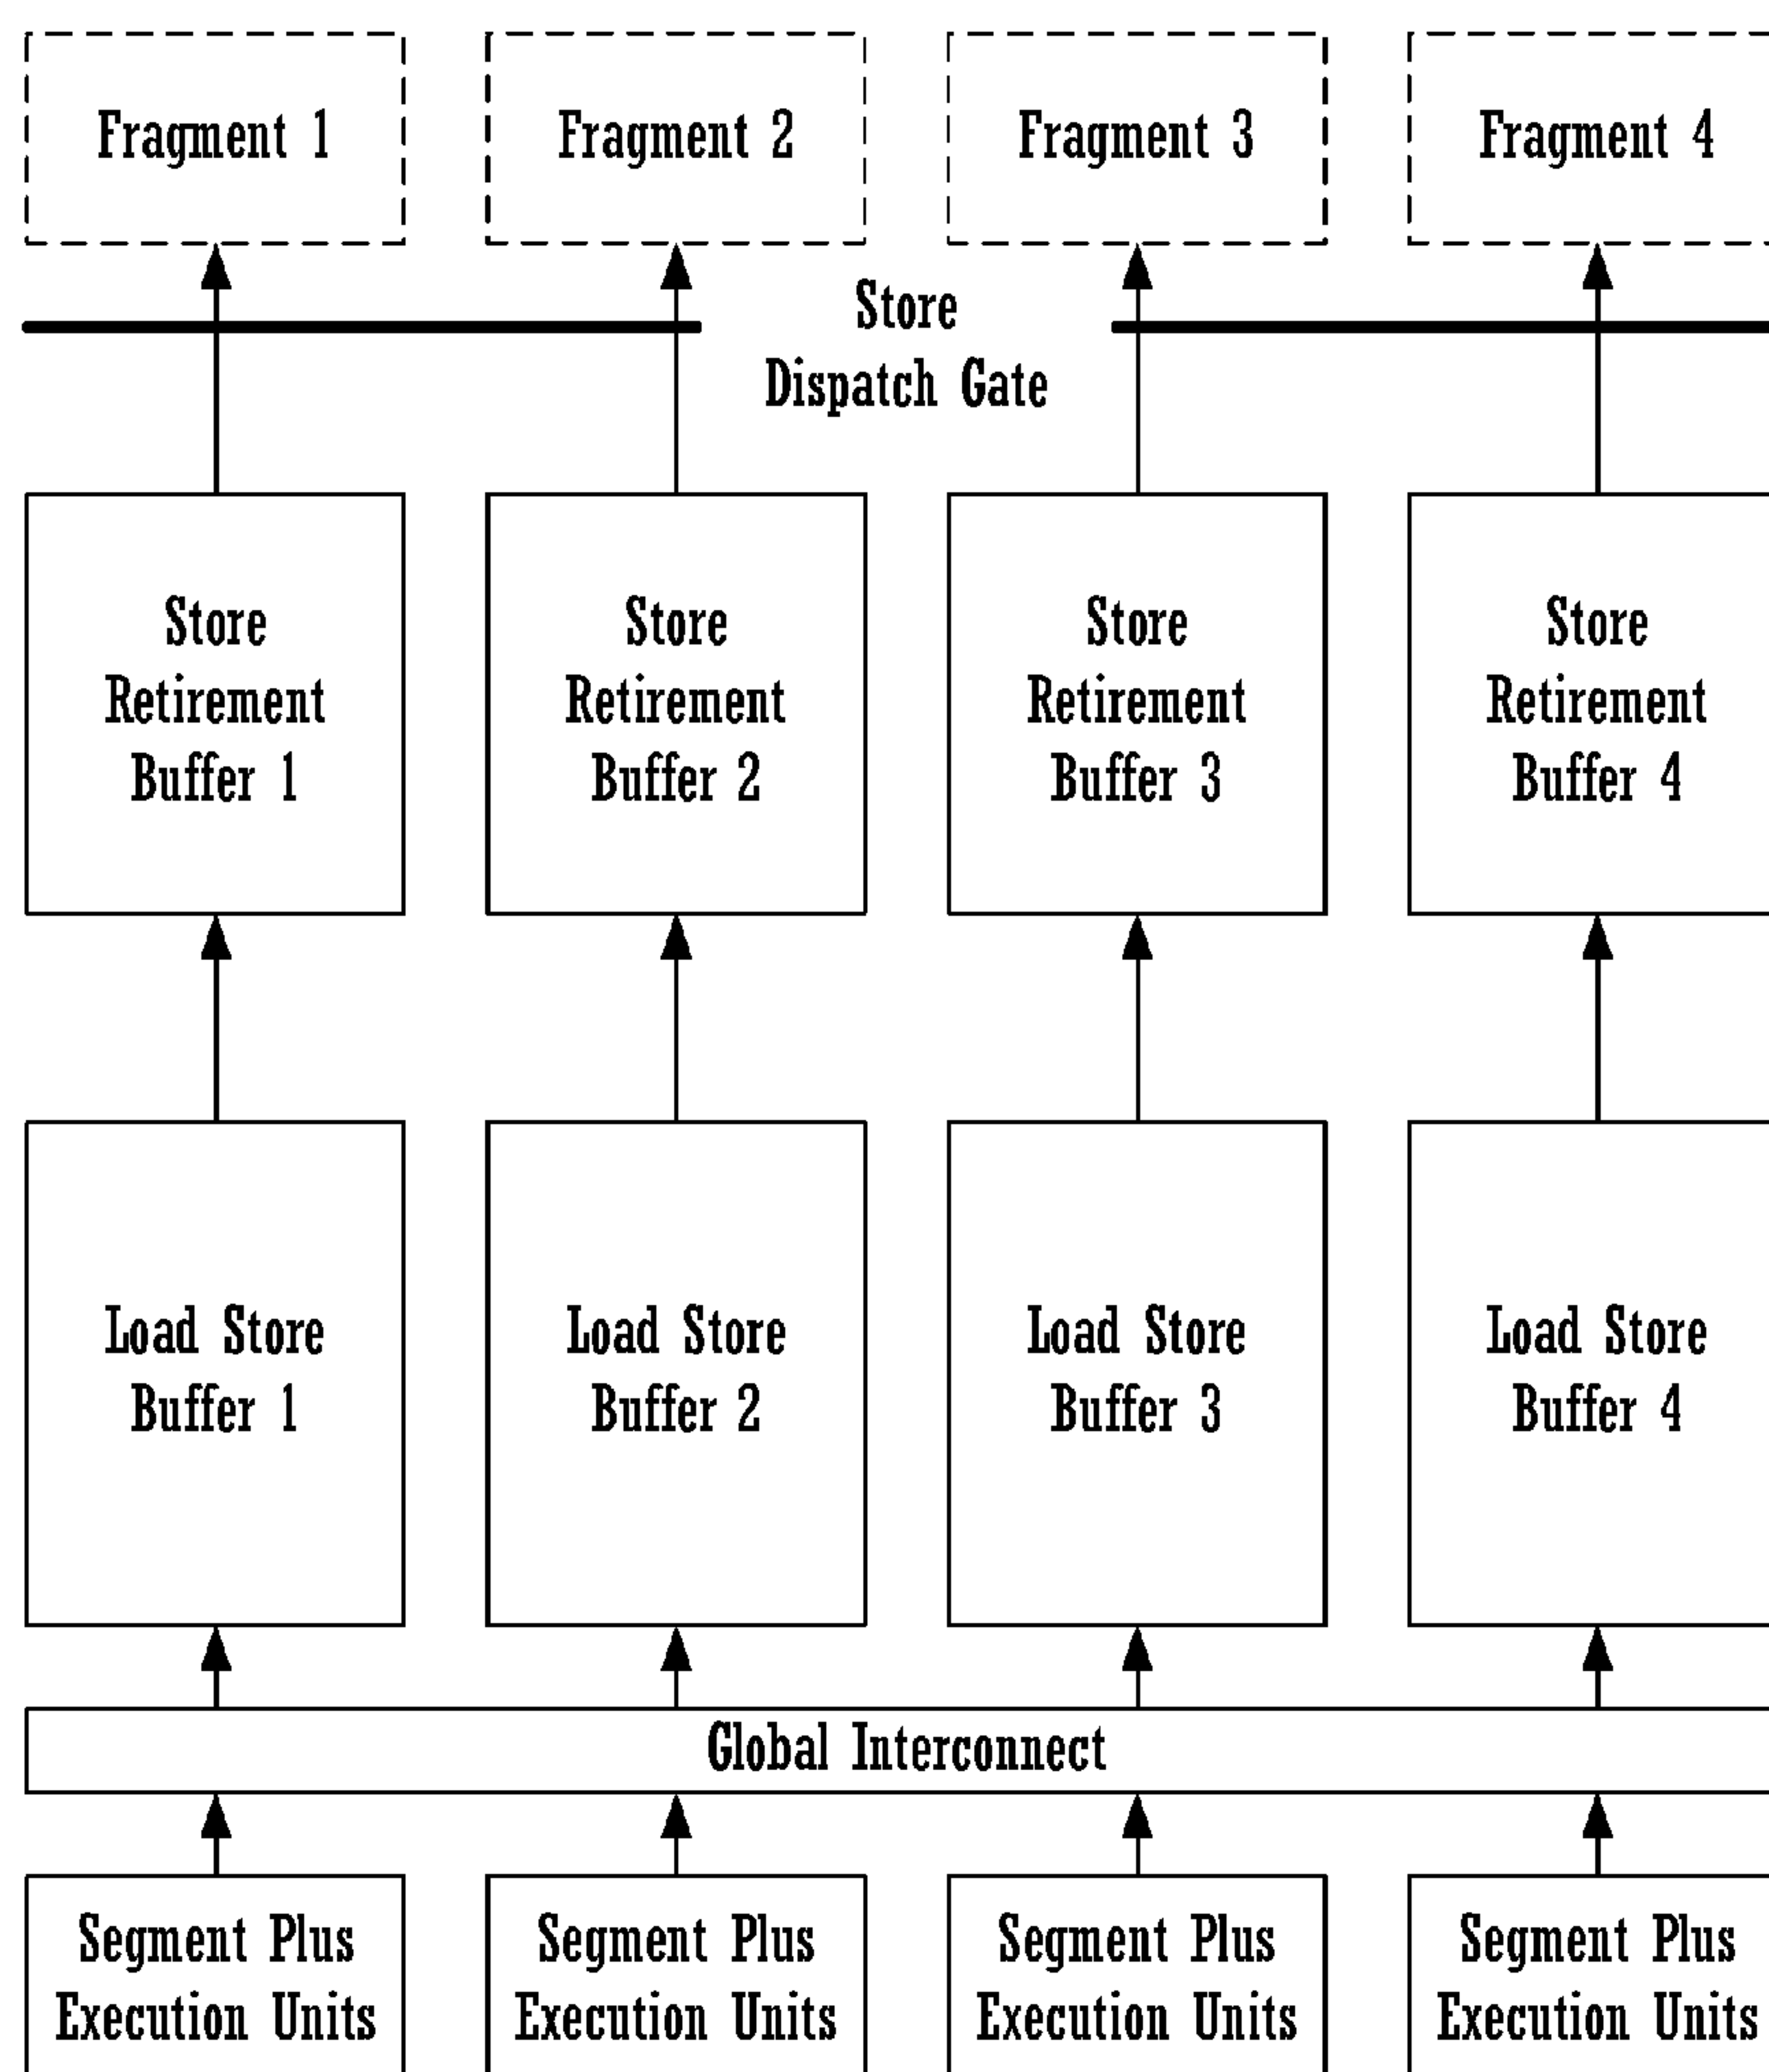 Fragment 1
Fragment 2
Fragment 3
Fragment 4
Store
Dispatch Gate
Store
Retirement
Buffer 1
Store
Retirement
Buffer 2
Store
Retirement
Buffer 3
Store
Retirement
Buffer 4
Load Store
Buffer 1
Load Store
Buffer 2
Load Store
Buffer 3
Load Store
Buffer 4
Global Interconnect
Segment Plus
Execution Units
Segment Plus
Execution Units
Segment Plus
Execution Units
Segment Plus
Execution Units